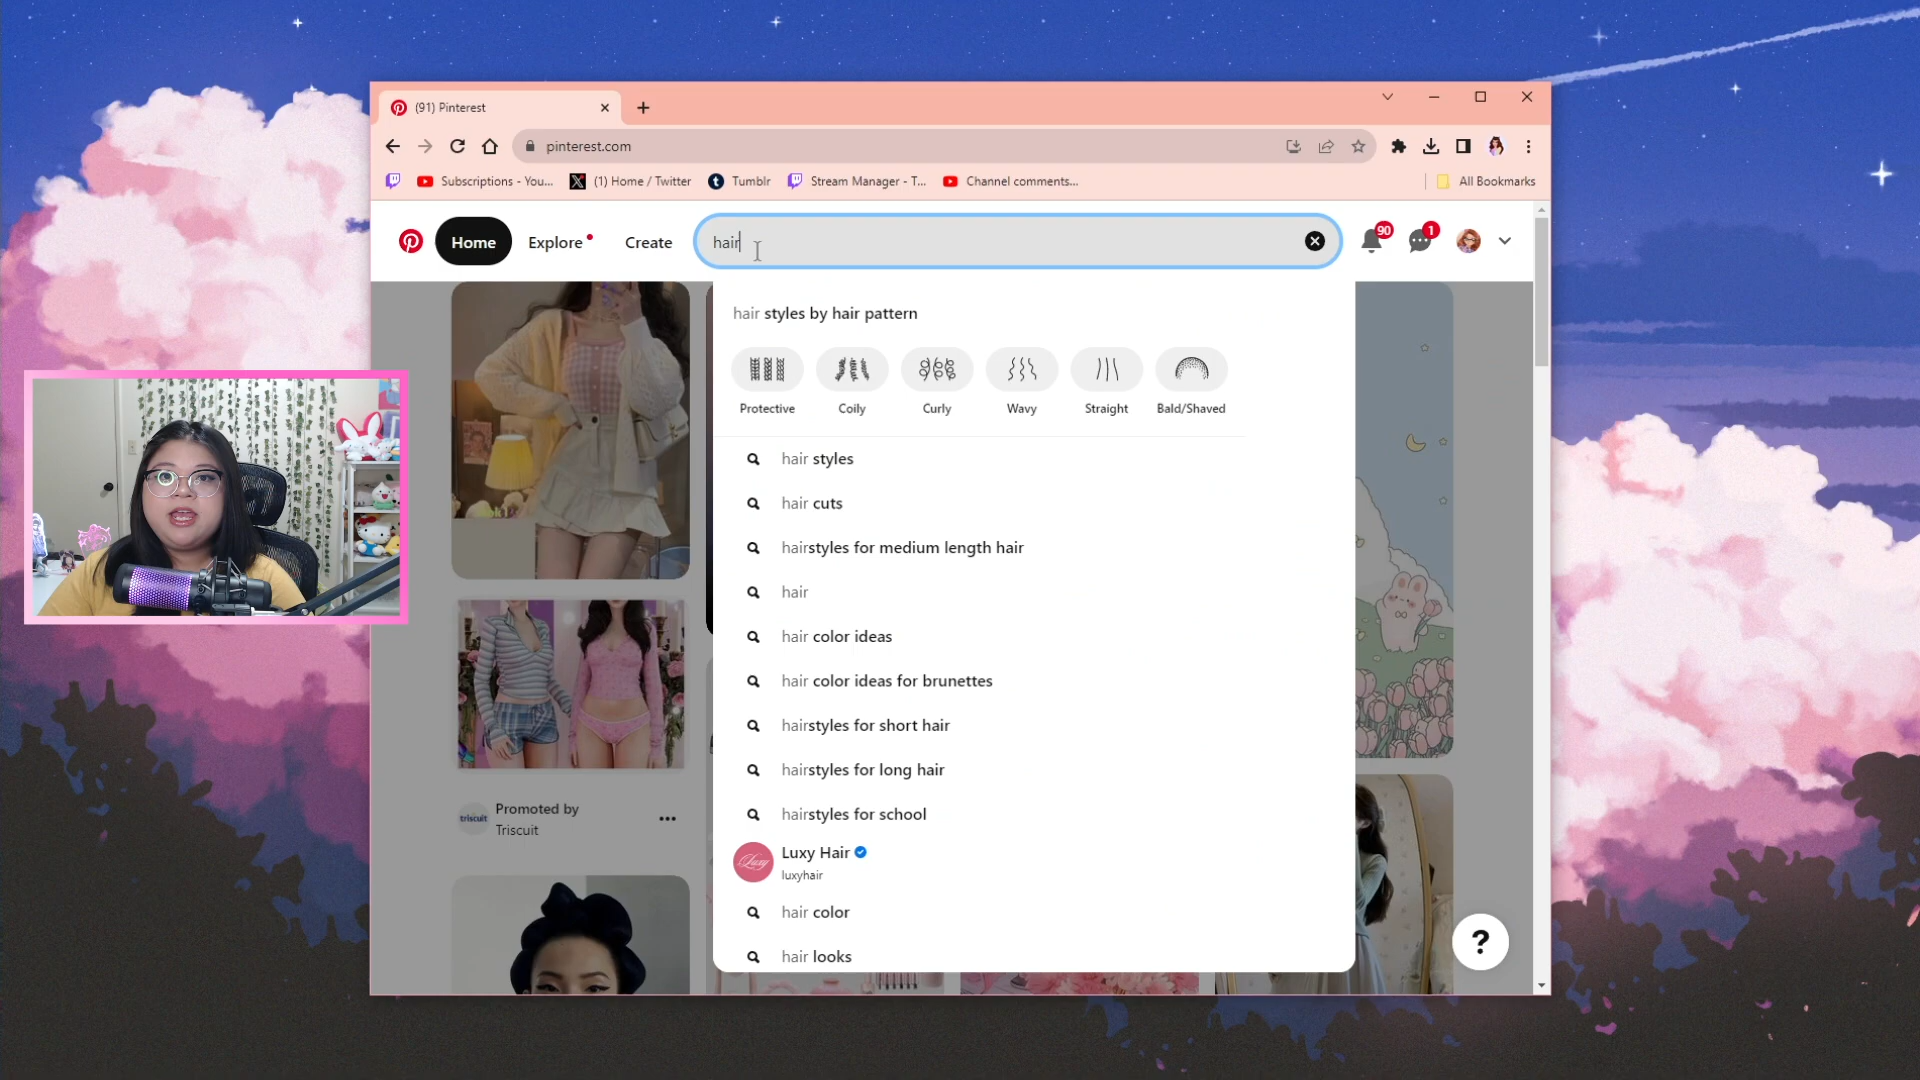 (91) Pinterest
pinterest.com
Subscriptions - You...
(1) Home / Twitter
Tumblr
Stream Manager - T...
Channel comments...
All Bookmarks
Home
Explore
Create
hair
90
1
hair styles by hair pattern
Protective
Coily
Curly
Wavy
Straight
Bald/Shaved
hair styles
hair cuts
hairstyles for medium length hair
hair
hair color ideas
hair color ideas for brunettes
hairstyles for short hair
hairstyles for long hair
hairstyles for school
Luxy Hair
luxyhair
hair color
hair looks
triscuit
Promoted by
Triscuit
Luxy
?